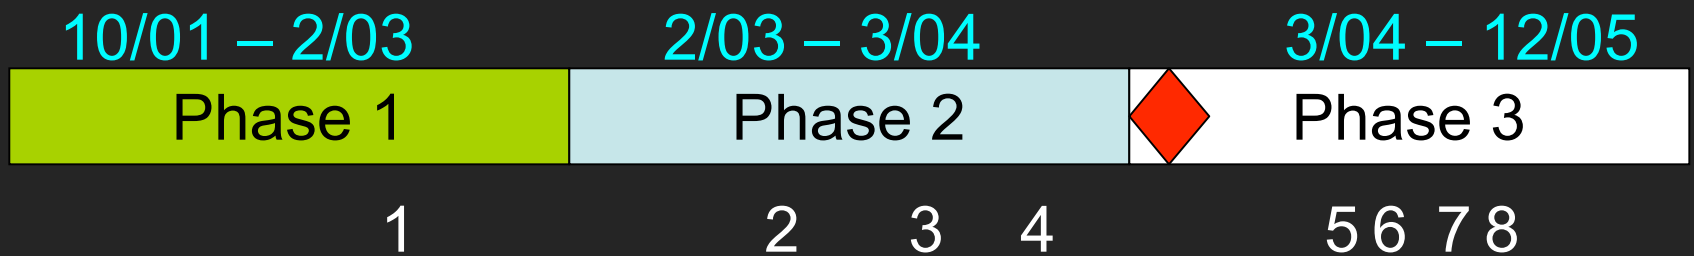 10/01 – 2/03 2/03 – 3/04 3/04 – 12/05
Phase 1 Phase 2 Phase 3
1 2 3 4 5 6 7 8